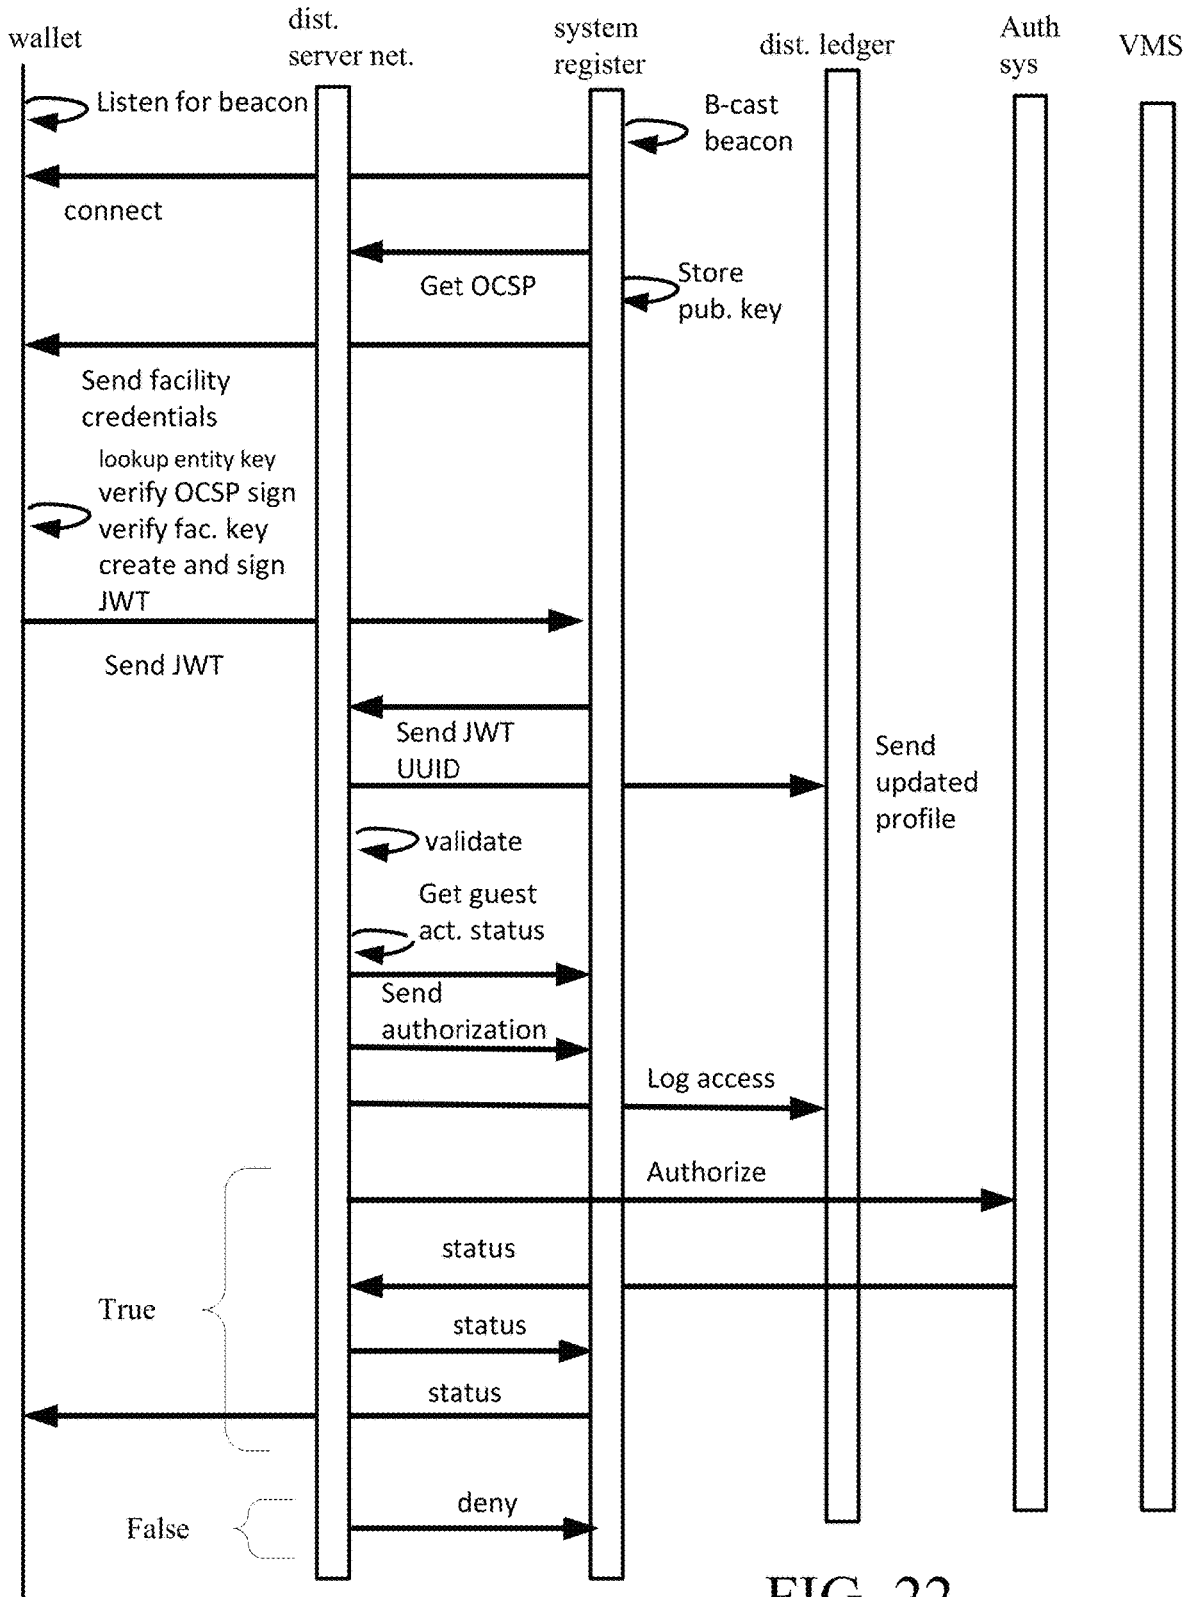 wallet
dist.
server net.
system
register
dist. ledger
Auth
sys
VMS
Listen for beacon
B-cast
beacon
connect
Get OCSP
Store
pub. key
Send facility
credentials
lookup entity key
verify OCSP sign
verify fac. key
create and sign
JWT
Send JWT
Send JWT
UUID
Send
updated
profile
validate
Get guest
act. status
Send
authorization
Log access
Authorize
status
True
status
status
deny
False
FIG. 22